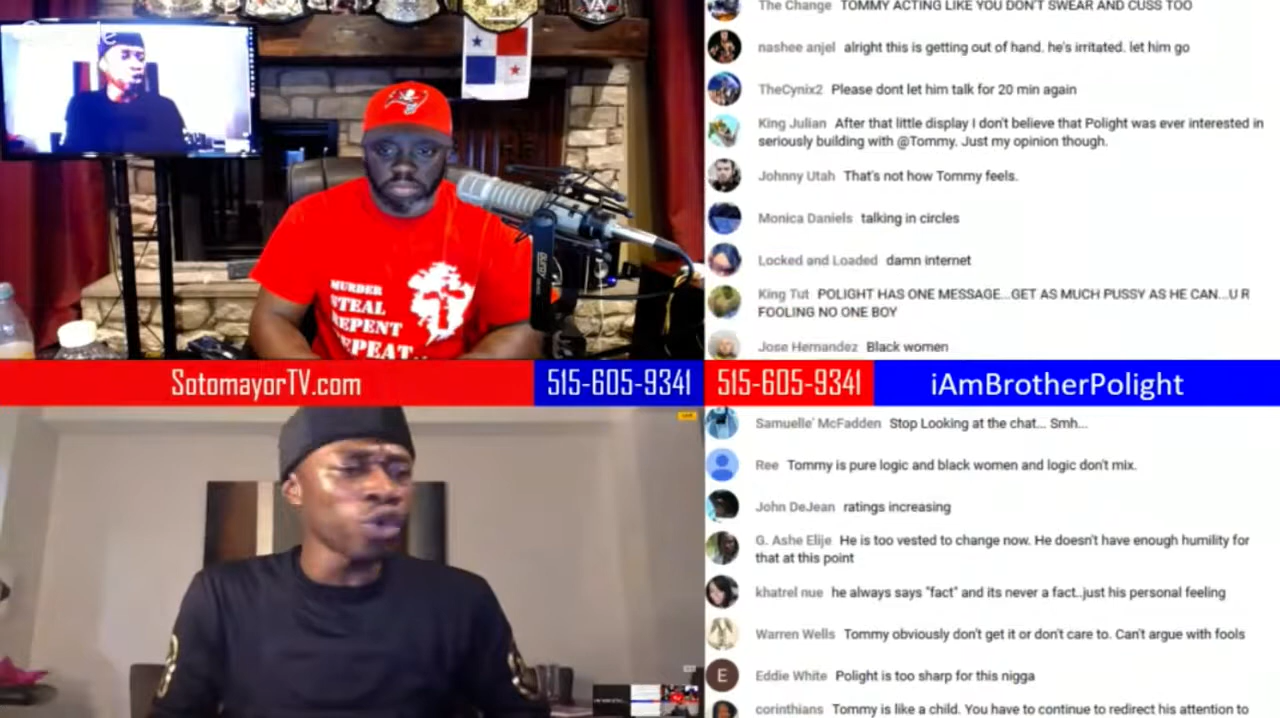 MURDER
STEAL
REPENT
REPEAT...
The Change TOMMY ACTING LIKE YOU DON'T SWEAR AND CUSS TOO
nashee anjel alright this is getting out of hand. he's irritated. let him go
TheCynix2 Please dont let him talk for 20 min again
King Julian After that little display I don't believe that Polight was ever interested in
seriously building with @Tommy. Just my opinion though.
Johnny Utah That's not how Tommy feels.
Monica Daniels talking in circles
Locked and Loaded damn internet
King Tut POLIGHT HAS ONE MESSAGE...GET AS MUCH PUSSY AS HE CAN...U R
FOOLING NO ONE BOY
Jose Hernandez Black women
SotomayorTV.com 515-605-9341 515-605-9341 iAmBrotherPolight
Samuelle' McFadden Stop Looking at the chat... Smh...
Ree Tommy is pure logic and black women and logic don't mix.
John DeJean ratings increasing
G. Ashe Elije He is too vested to change now. He doesn't have enough humility for
that at this point
khatrel nue he always says "fact" and its never a fact..just his personal feeling
Warren Wells Tommy obviously don't get it or don't care to. Can't argue with fools
E Eddie White Polight is too sharp for this nigga
corinthians Tommy is like a child. You have to continue to redirect his attention to